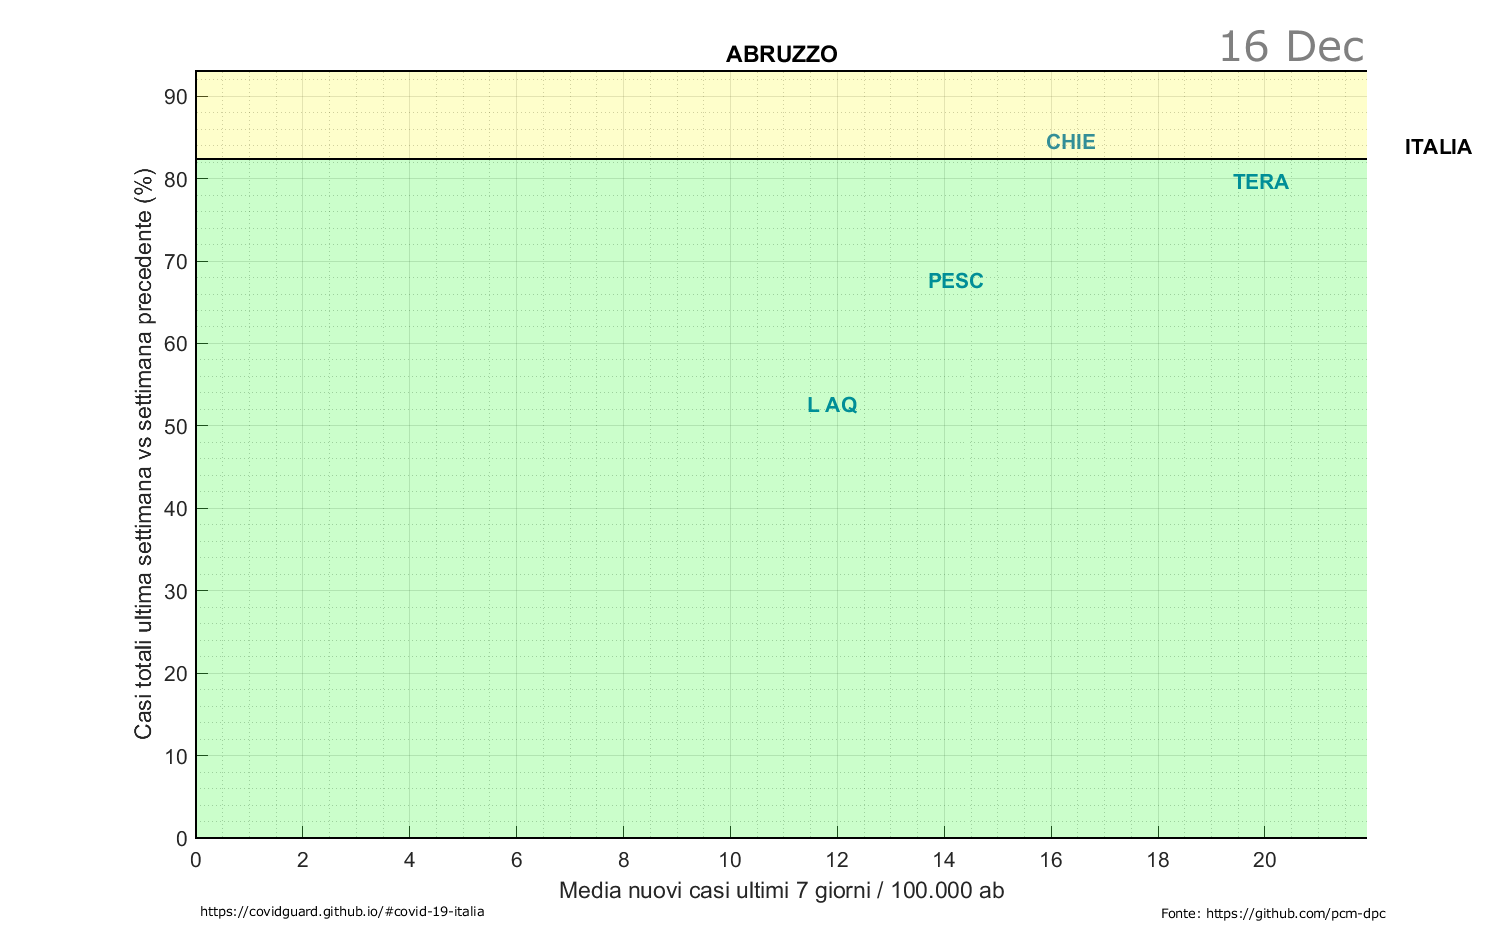 ABRUZZO
16 Dec
Casi totali ultima settimana vs settimana precedente (%)
90
80
70
60
50
40
30
20
10
0
CHIE
ITALIA
TERA
PESC
L AQ
0 2 4 6 8 10 12 14 16 18 20
Media nuovi casi ultimi 7 giorni / 100.000 ab
https://covidguard.github.io/#covid-19-italia
Fonte: https://github.com/pcm-dpc